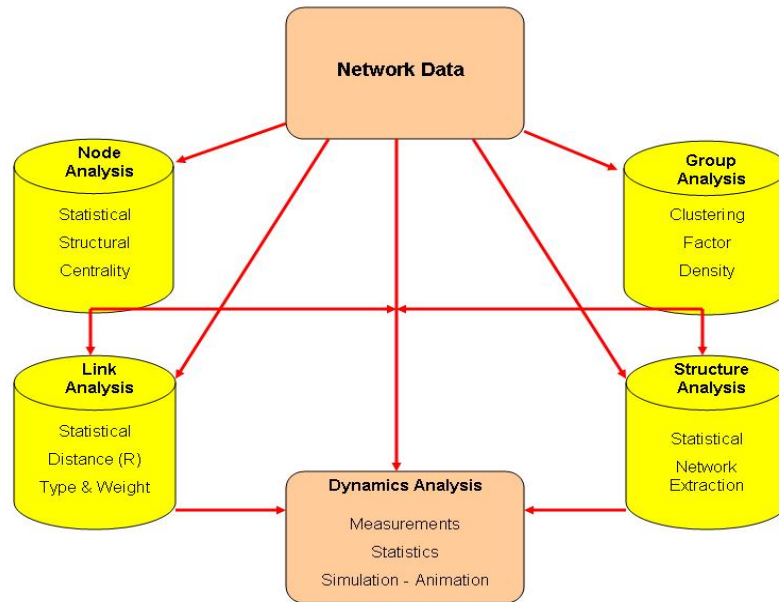 Network Data
Node
Analysis
Statistical
Structural
Centrality
Group
Analysis
Clustering
Factor
Density
Link
Analysis
Statistical
Distance (R)
Type & Weight
Structure
Analysis
Statistical
Network
Extraction
Dynamics Analysis
Measurements
Statistics
Simulation - Animation